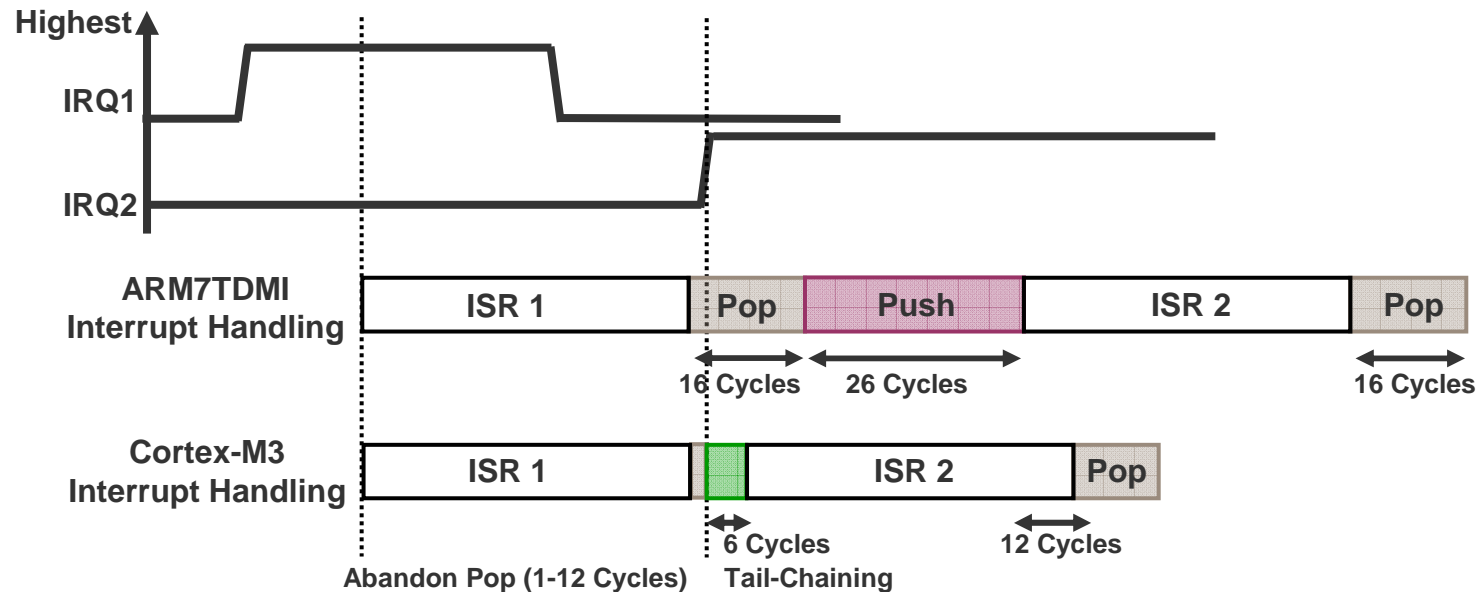 Highest
IRQ1
IRQ2
ARM7TDMI
Interrupt Handling
ISR 1
Pop
Push
ISR 2
Pop
16 Cycles
26 Cycles
16 Cycles
Cortex-M3
Interrupt Handling
ISR 1
ISR 2
Pop
6 Cycles
12 Cycles
Abandon Pop (1-12 Cycles)
Tail-Chaining